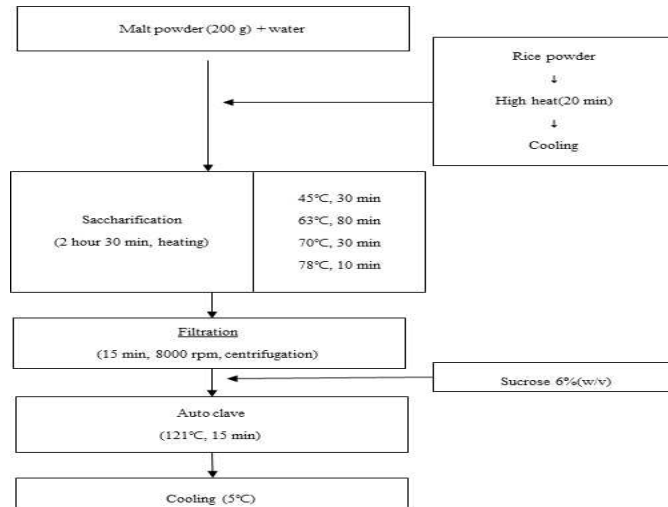 Malt powder (200 g) + water
Rice powder
↓
High heat(20 min)
↓
Cooling
Saccharification
(2 hour 30 min, heating)
45℃, 30 min
63℃, 80 min
70℃, 30 min
78℃, 10 min
Filtration
(15 min, 8000 rpm, centrifugation)
Sucrose 6%(w/v)
Auto clave
(121℃, 15 min)
Cooling (5℃)